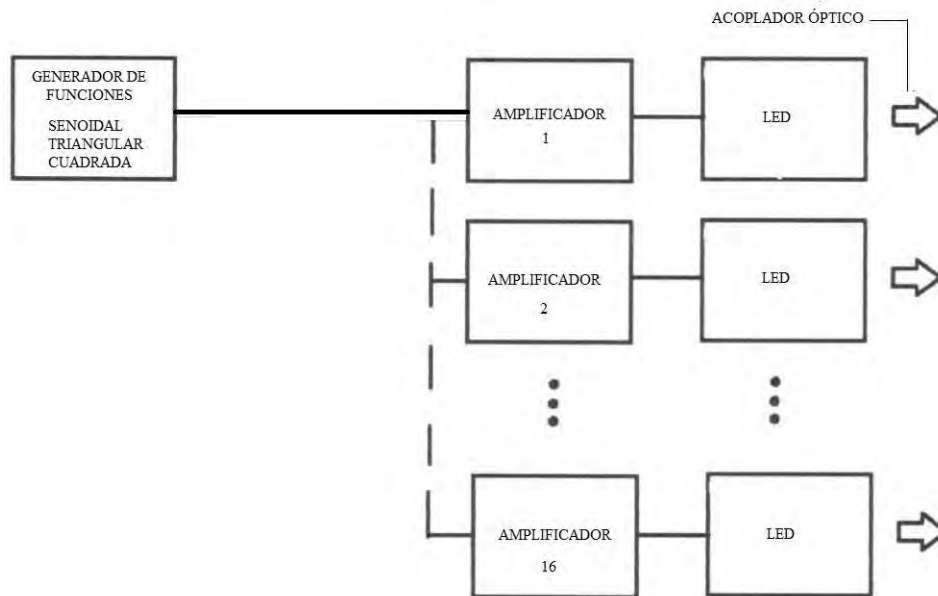 ACOPLADOR ÓPTICO
GENERADOR DE
FUNCIONES
SENOIDAL
TRIANGULAR
CUADRADA
AMPLIFICADOR
1
LED
AMPLIFICADOR
2
LED
AMPLIFICADOR
16
LED